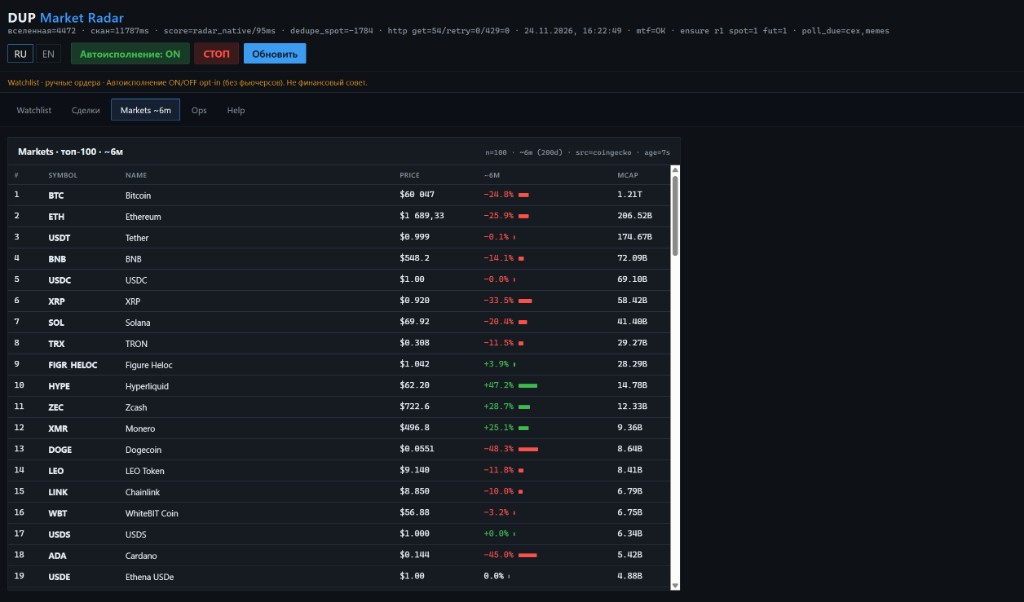 DUP Market Radar
вселенная=4472 · скан=11787ms · score=radar_native/95ms · dedupe_spot=-1784 · http get=54/retry=0/429=0 · 24.11.2026, 16:22:49 · mtf=OK · ensure r1 spot=1 fut=1 · poll_due=cex,memes
RU EN Автоисполнение: ON СТОП Обновить
Watchlist · ручные ордера · Автоисполнение ON/OFF opt-in (без фьючерсов). Не финансовый совет.
Watchlist Сделки Markets ~6m Ops Help
Markets · топ-100 · ~6м n=100 · ~6м (200d) · src=coingecko · age=7s
# SYMBOL NAME PRICE ~6M MCAP
1 BTC Bitcoin $60 047 -24.8% 1.21T
2 ETH Ethereum $1 689,33 -25.9% 206.52B
3 USDT Tether $0.999 -0.1% 174.67B
4 BNB BNB $548.2 -14.1% 72.09B
5 USDC USDC $1.00 -0.0% 69.10B
6 XRP XRP $0.920 -33.5% 58.42B
7 SOL Solana $69.92 -20.4% 41.40B
8 TRX TRON $0.308 -11.5% 29.27B
9 FIGR_HELOC Figure Heloc $1.042 +3.9% 28.29B
10 HYPE Hyperliquid $62.20 +47.2% 14.78B
11 ZEC Zcash $722.6 +28.7% 12.33B
12 XMR Monero $496.8 +25.1% 9.36B
13 DOGE Dogecoin $0.0551 -48.3% 8.64B
14 LEO LEO Token $9.140 -11.8% 8.41B
15 LINK Chainlink $8.850 -10.0% 6.79B
16 WBT WhiteBIT Coin $56.88 -3.2% 6.75B
17 USDS USDS $1.000 +0.0% 6.34B
18 ADA Cardano $0.144 -45.0% 5.42B
19 USDE Ethena USDe $1.00 0.0% 4.88B